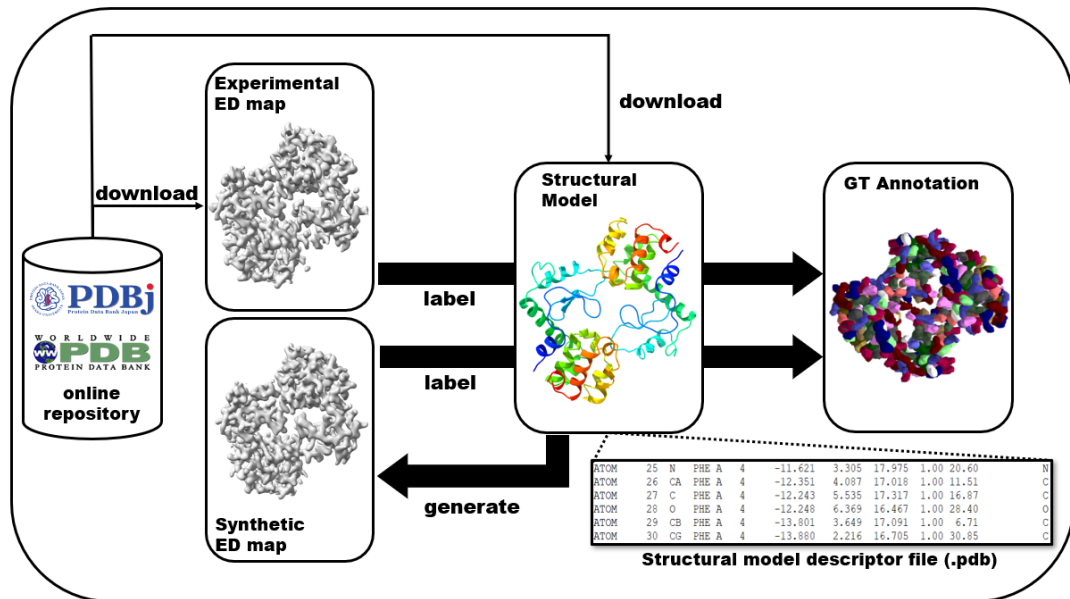 Experimental
ED map
download
download
Structural
Model
GT Annotation
label
label
PDBj
Protein Data Bank Japan
WORLDWIDE
PDB
PROTEIN DATA BANK
online
repository
generate
Synthetic
ED map
ATOM 25 N PHE A 4 -11.621 3.305 17.975 1.00 20.60 N
ATOM 26 CA PHE A 4 -12.351 4.087 17.018 1.00 11.51 C
ATOM 27 C PHE A 4 -12.243 5.535 17.317 1.00 16.87 C
ATOM 28 O PHE A 4 -12.248 6.369 16.467 1.00 28.40 O
ATOM 29 CB PHE A 4 -13.801 3.649 17.091 1.00 6.71 C
ATOM 30 CG PHE A 4 -13.880 2.216 16.705 1.00 30.85 C
Structural model descriptor file (.pdb)